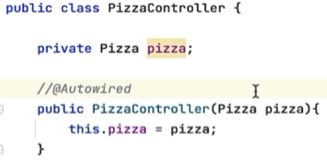 public class PizzaController {
private Pizza pizza;
//@Autowired
public PizzaController(Pizza pizza){
this.pizza = pizza;
}